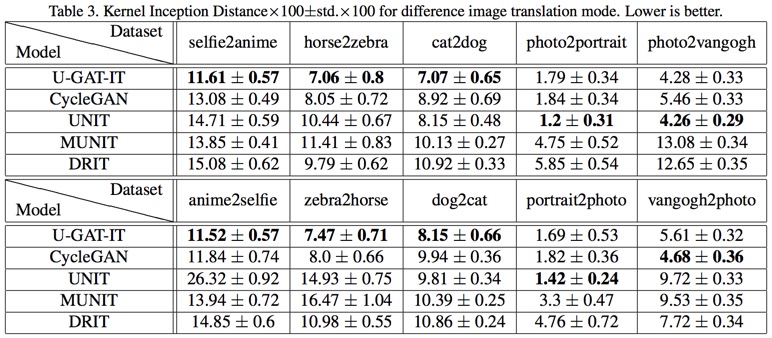 Table 3. Kernel Inception Distance×100±std.×100 for difference image translation mode. Lower is better.
Dataset
Model selfie2anime horse2zebra cat2dog photo2portrait photo2vangogh
U-GAT-IT 11.61 ± 0.57 7.06 ± 0.8 7.07 ± 0.65 1.79 ± 0.34 4.28 ± 0.33
CycleGAN 13.08 ± 0.49 8.05 ± 0.72 8.92 ± 0.69 1.84 ± 0.34 5.46 ± 0.33
UNIT 14.71 ± 0.59 10.44 ± 0.67 8.15 ± 0.48 1.2 ± 0.31 4.26 ± 0.29
MUNIT 13.85 ± 0.41 11.41 ± 0.83 10.13 ± 0.27 4.75 ± 0.52 13.08 ± 0.34
DRIT 15.08 ± 0.62 9.79 ± 0.62 10.92 ± 0.33 5.85 ± 0.54 12.65 ± 0.35
Dataset
Model anime2selfie zebra2horse dog2cat portrait2photo vangogh2photo
U-GAT-IT 11.52 ± 0.57 7.47 ± 0.71 8.15 ± 0.66 1.69 ± 0.53 5.61 ± 0.32
CycleGAN 11.84 ± 0.74 8.0 ± 0.66 9.94 ± 0.36 1.82 ± 0.36 4.68 ± 0.36
UNIT 26.32 ± 0.92 14.93 ± 0.75 9.81 ± 0.34 1.42 ± 0.24 9.72 ± 0.33
MUNIT 13.94 ± 0.72 16.47 ± 1.04 10.39 ± 0.25 3.3 ± 0.47 9.53 ± 0.35
DRIT 14.85 ± 0.6 10.98 ± 0.55 10.86 ± 0.24 4.76 ± 0.72 7.72 ± 0.34